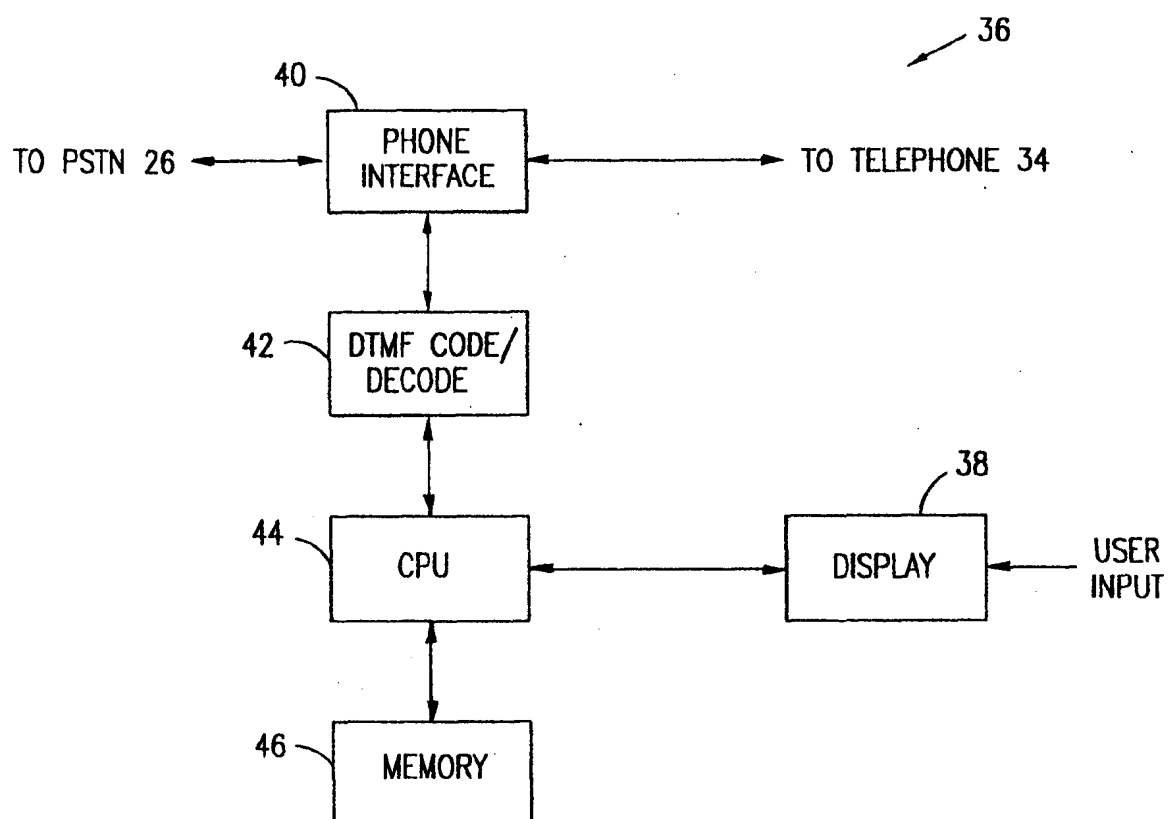 36
40
PHONE
INTERFACE
TO PSTN 26
TO TELEPHONE 34
42
DTMF CODE/
DECODE
38
44
CPU
DISPLAY
USER
INPUT
46
MEMORY